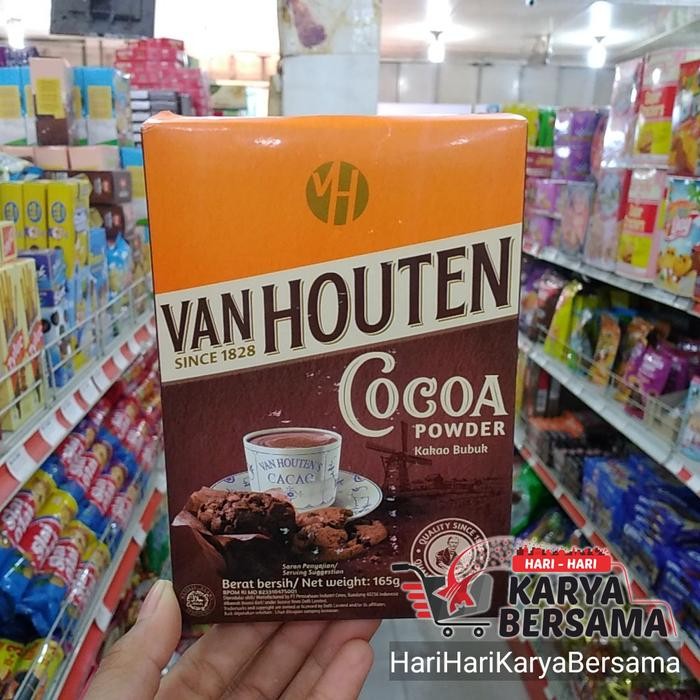 VH
VAN HOUTEN
SINCE 1828
COCOA
POWDER
Kakao Bubuk
VAN HOUTEN'S
CACAO
QUALITY SINCE
Saran Penyajian/
Serving Suggestion
Berat bersih/ Net weight: 165g
HARI - HARI
KARYA
BERSAMA
HariHariKaryaBersama